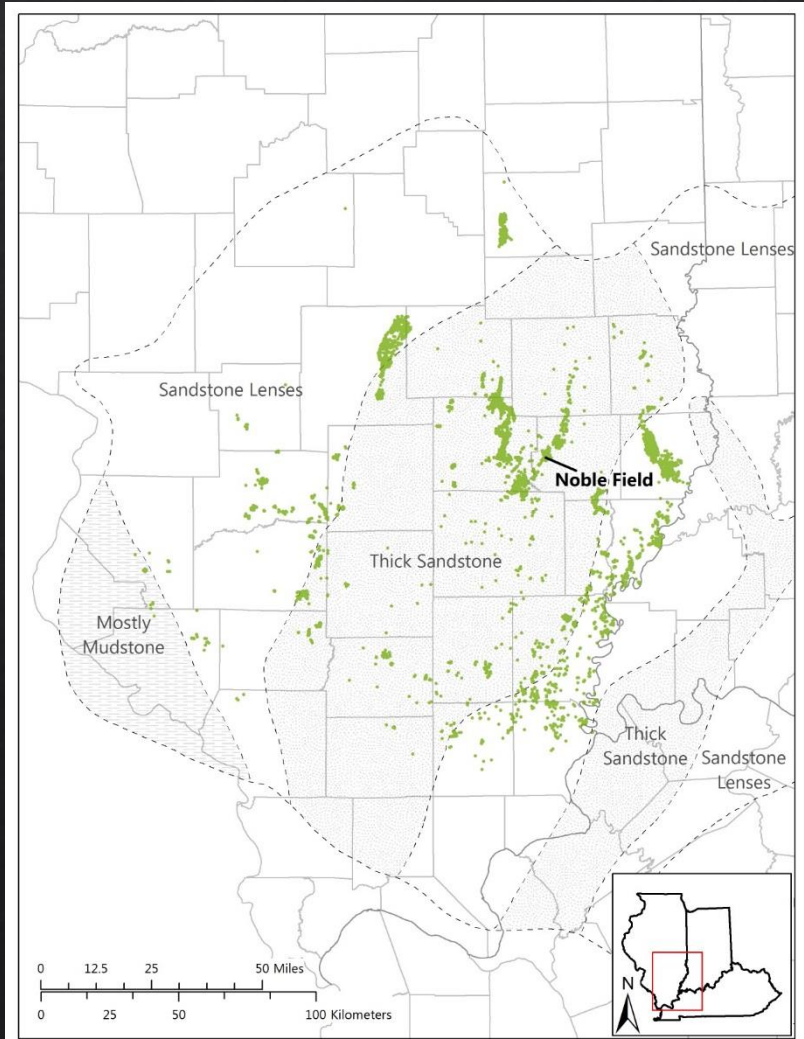 Sandstone Lenses
Sandstone Lenses
Noble Field
Thick Sandstone
Mostly
Mudstone
Thick
Sandstone
Sandstone
Lenses
0 12.5 25 50 Miles
0 25 50 100 Kilometers
N